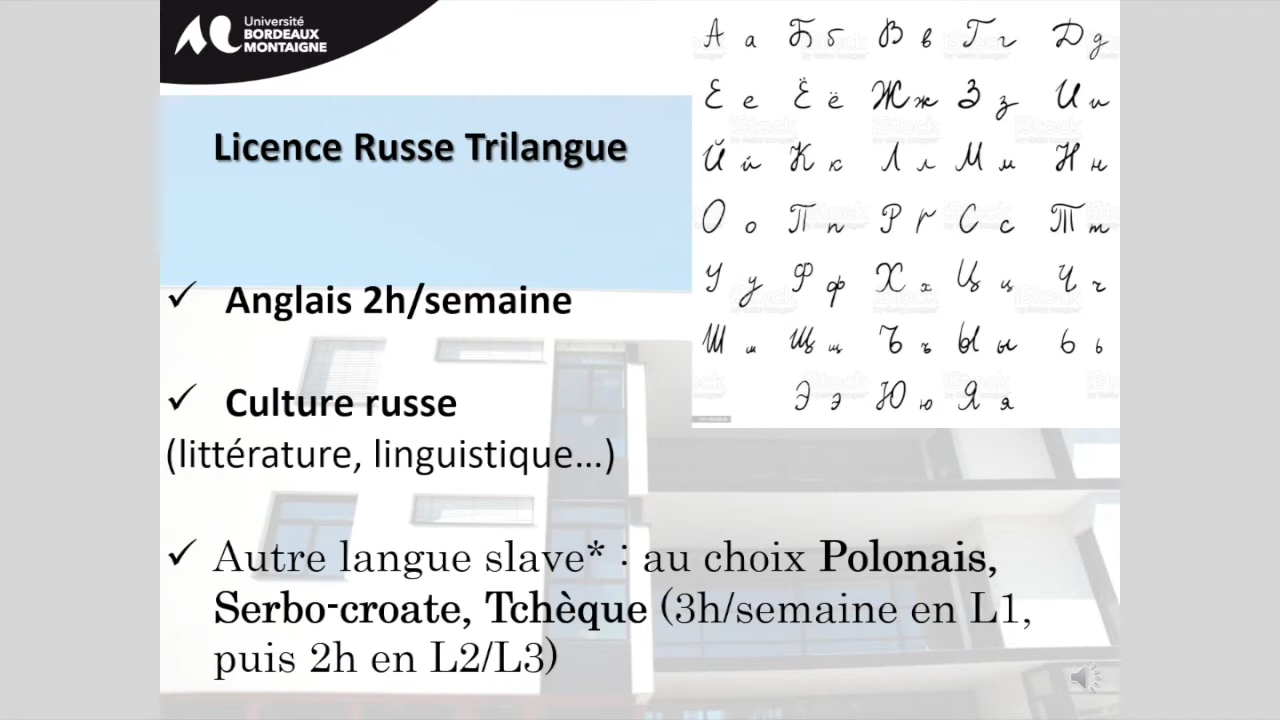 Université
BORDEAUX
MONTAIGNE
Licence Russe Trilangue
✓ Anglais 2h/semaine
✓ Culture russe
(littérature, linguistique...)
✓ Autre langue slave* : au choix Polonais,
Serbo-croate, Tchèque (3h/semaine en L1,
puis 2h en L2/L3)
А а Б б В в Г г Д д
Е е Ё ё Ж ж З з И и
Й й К к Л л М м Н н
О о П п Р р С с Т т
У у Ф ф Х х Ц ц Ч ч
Ш ш Щ щ Ъ ъ Ы ы Ь ь
Э э Ю ю Я я